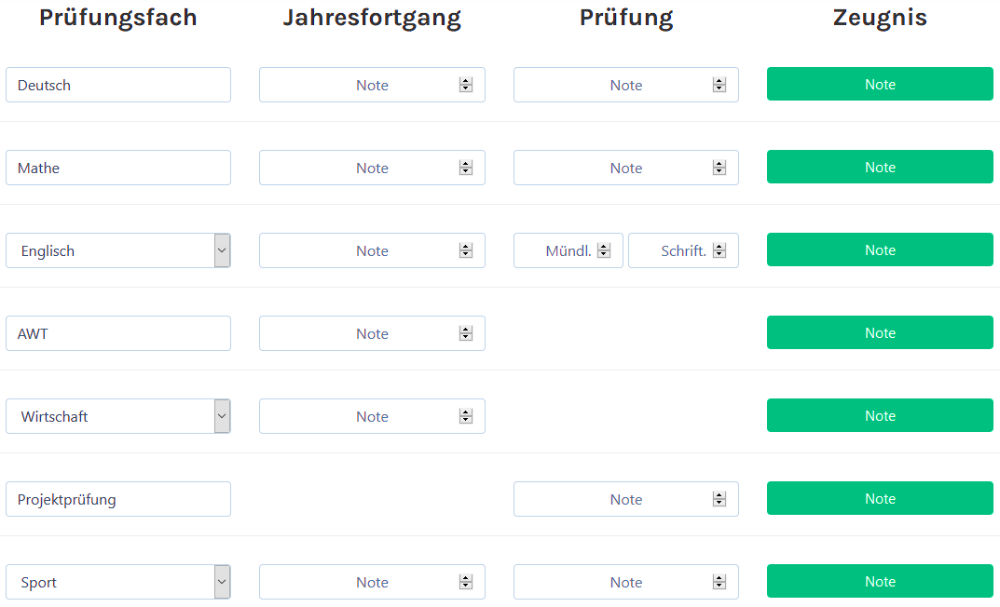 Prüfungsfach Jahresfortgang Prüfung Zeugnis
Deutsch Note Note Note
Mathe Note Note Note
Englisch Note Mündl. Schrift. Note
AWT Note Note
Wirtschaft Note Note
Projektprüfung Note Note
Sport Note Note Note